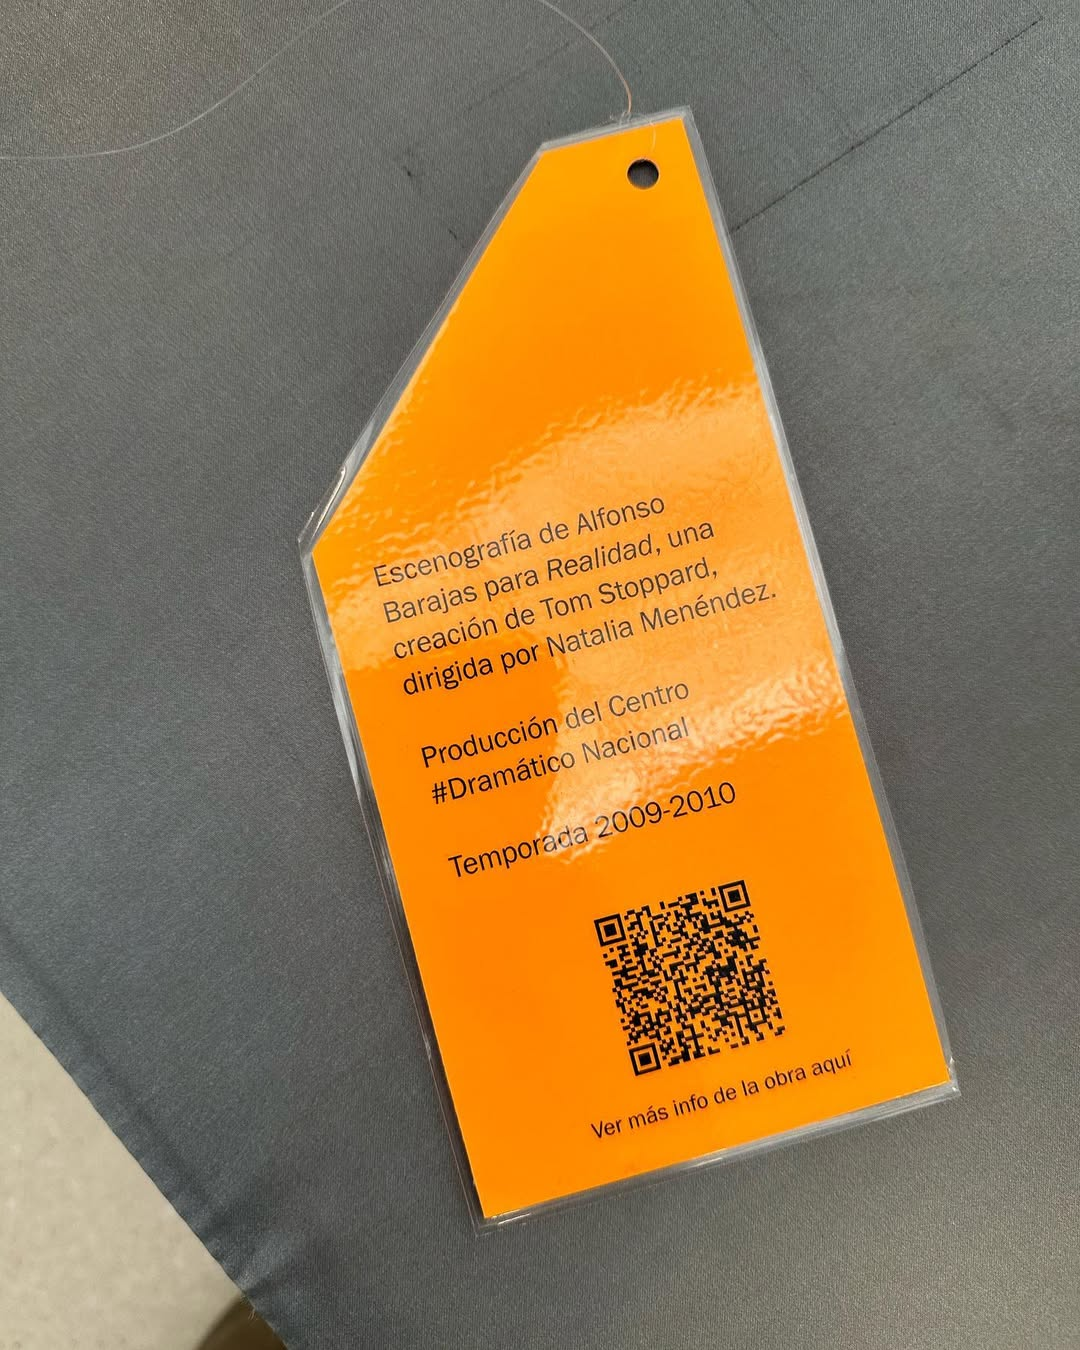 Escenografía de Alfonso
Barajas para Realidad, una
creación de Tom Stoppard,
dirigida por Natalia Menéndez.
Producción del Centro
#Dramático Nacional
Temporada 2009-2010
Ver más info de la obra aquí